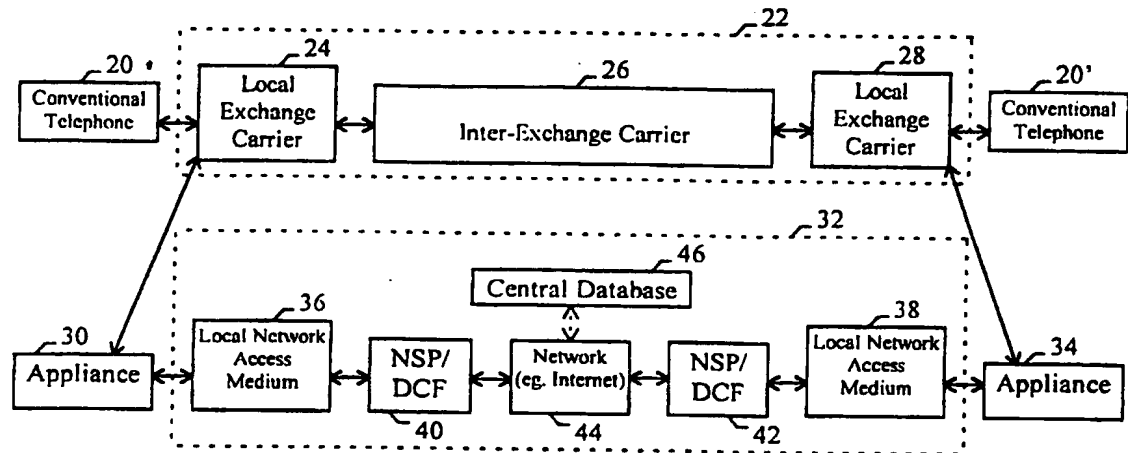 22
24
26
28
20
20'
Conventional
Telephone
Local
Exchange
Carrier
Inter-Exchange Carrier
Local
Exchange
Carrier
Conventional
Telephone
32
46
Central Database
36
38
30
34
Appliance
Local Network
Access
Medium
NSP/
DCF
Network
(eg. Internet)
NSP/
DCF
Local Network
Access
Medium
Appliance
40
44
42